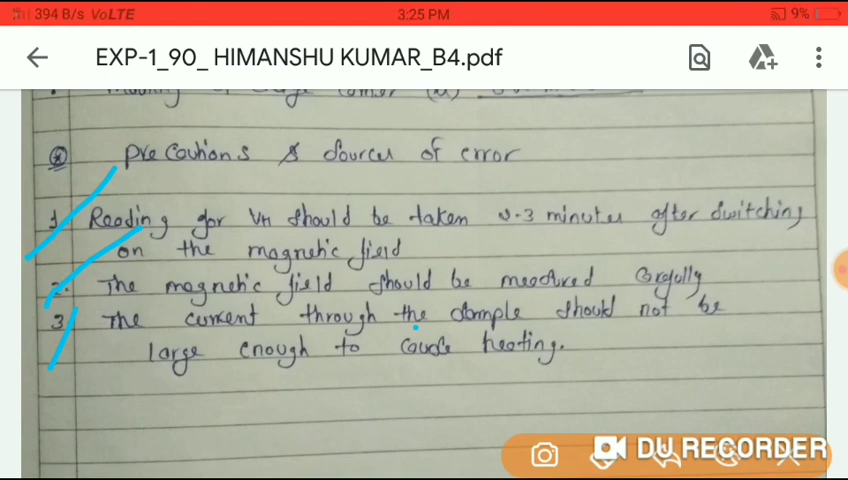 394 B/s VoLTE 3:25 PM 9%
EXP-1_90_ HIMANSHU KUMAR_B4.pdf
of
Precautions & Sources of error
1. Reading for VH should be taken 2-3 minutes after switching
on the magnetic field
2. The magnetic field should be measured carefully
3 The current through the sample should not be
large enough to cause heating.
DU RECORDER